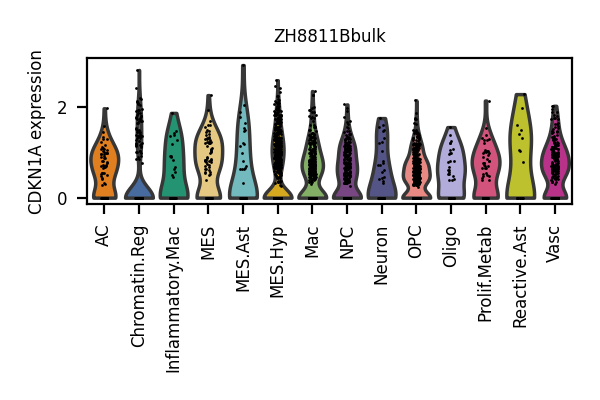 ZH8811Bbulk
CDKN1A expression
2
0
AC
Chromatin.Reg
Inflammatory.Mac
MES
MES.Ast
MES.Hyp
Mac
NPC
Neuron
OPC
Oligo
Prolif.Metab
Reactive.Ast
Vasc